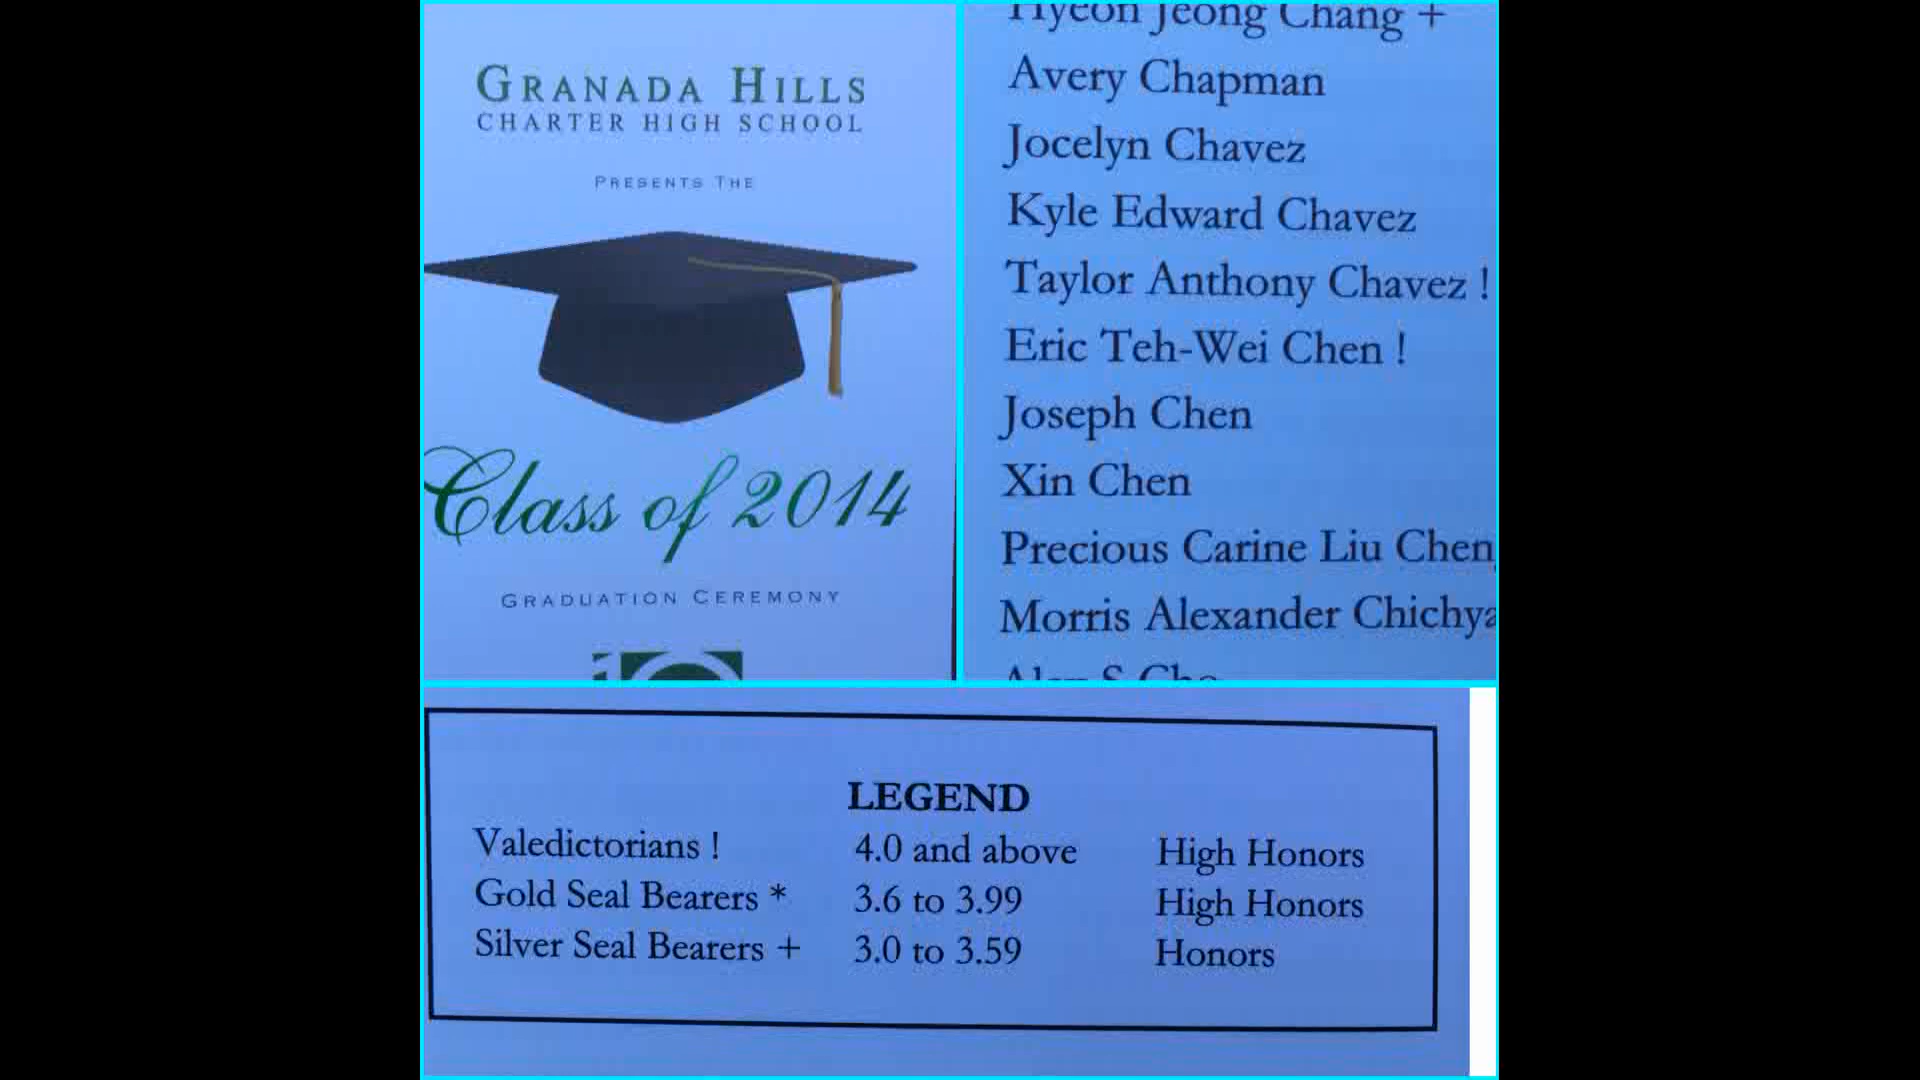 GRANADA HILLS
CHARTER HIGH SCHOOL
PRESENTS THE
Class of 2014
GRADUATION CEREMONY
Hyeon Jeong Chang +
Avery Chapman
Jocelyn Chavez
Kyle Edward Chavez
Taylor Anthony Chavez !
Eric Teh-Wei Chen !
Joseph Chen
Xin Chen
Precious Carine Liu Chen
Morris Alexander
LEGEND
Valedictorians ! 4.0 and above High Honors
Gold Seal Bearers * 3.6 to 3.99 High Honors
Silver Seal Bearers + 3.0 to 3.59 Honors